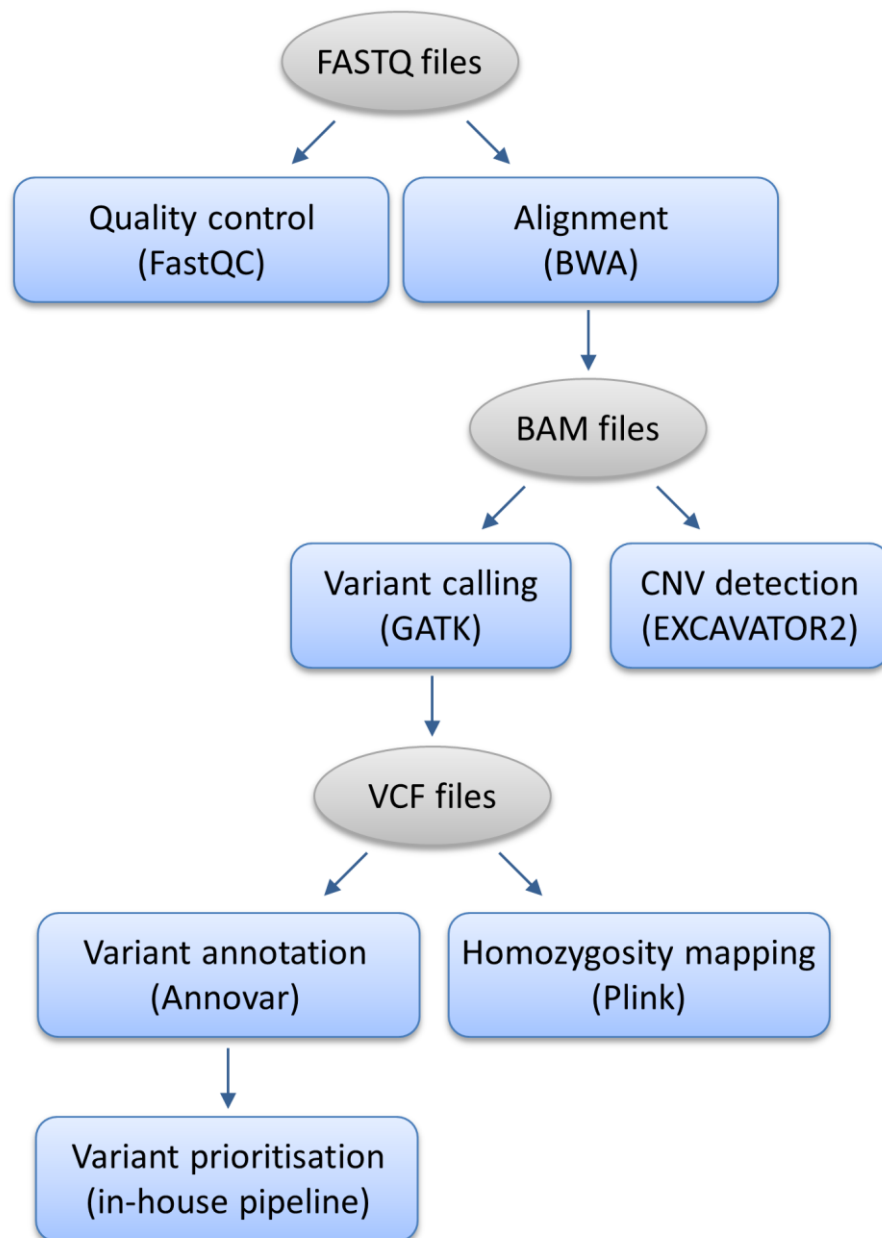 FASTQ files
Quality control
(FastQC)
Alignment
(BWA)
BAM files
Variant calling
(GATK)
CNV detection
(EXCAVATOR2)
VCF files
Variant annotation
(Annovar)
Homozygosity mapping
(Plink)
Variant prioritisation
(in-house pipeline)